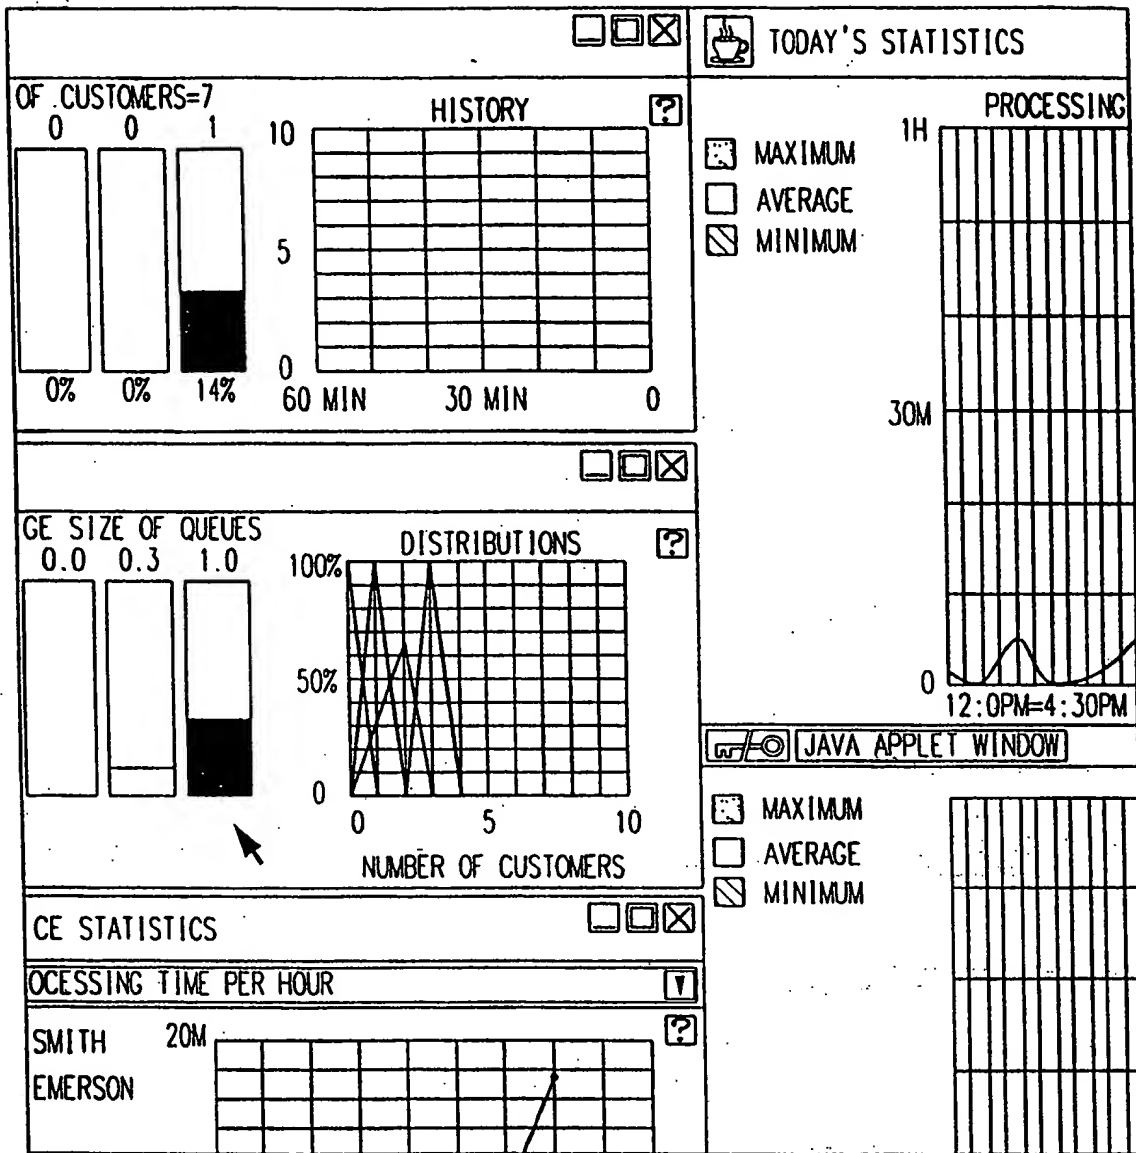 OF CUSTOMERS=7
0 0 1
0% 0% 14%
HISTORY
?
10
5
0
60 MIN 30 MIN 0
GE SIZE OF QUEUES
0.0 0.3 1.0
DISTRIBUTIONS
?
100%
50%
0
0 5 10
NUMBER OF CUSTOMERS
CE STATISTICS
OCESSING TIME PER HOUR
?
SMITH
EMERSON
20M
TODAY'S STATISTICS
PROCESSING
MAXIMUM
AVERAGE
MINIMUM
1H
30M
0
12:0PM=4:30PM
JAVA APPLET WINDOW
MAXIMUM
AVERAGE
MINIMUM